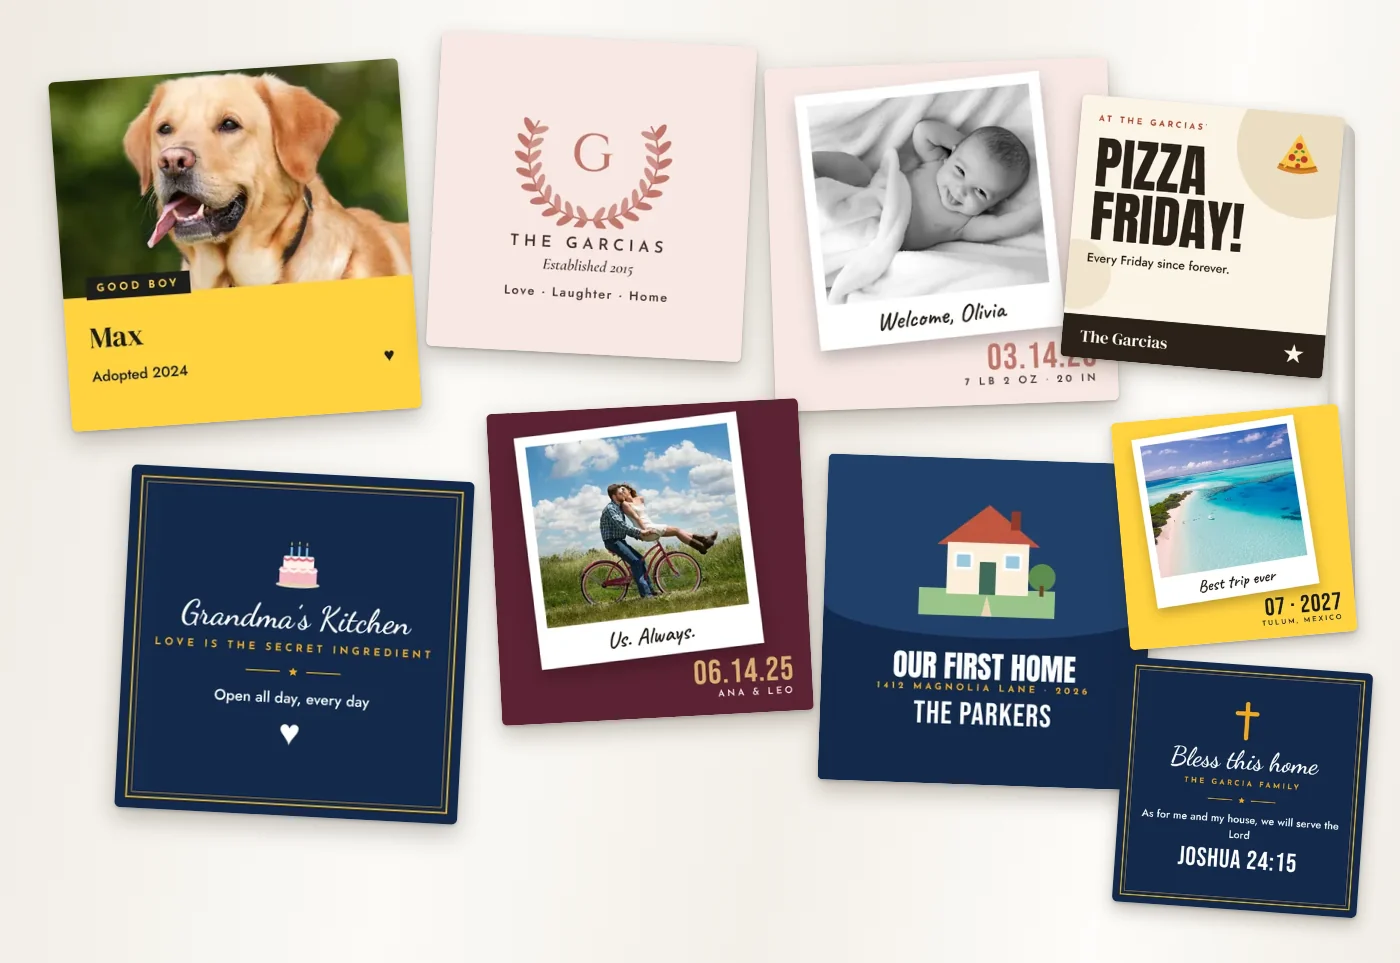 GOOD BOY
Max
Adopted 2024
♥
G
THE GARCIAS
Established 2015
Love · Laughter · Home
Welcome, Olivia
03.14.26
7 LB 2 OZ · 20 IN
AT THE GARCIAS'
PIZZA
FRIDAY!
Every Friday since forever.
The Garcias
Grandma's Kitchen
LOVE IS THE SECRET INGREDIENT
Open all day, every day
♥
Us. Always.
06.14.25
ANA & LEO
OUR FIRST HOME
1412 MAGNOLIA LANE · 2026
THE PARKERS
Best trip ever
07 · 2027
TULUM, MEXICO
Bless this home
THE GARCIA FAMILY
As for me and my house, we will serve the
Lord
JOSHUA 24:15